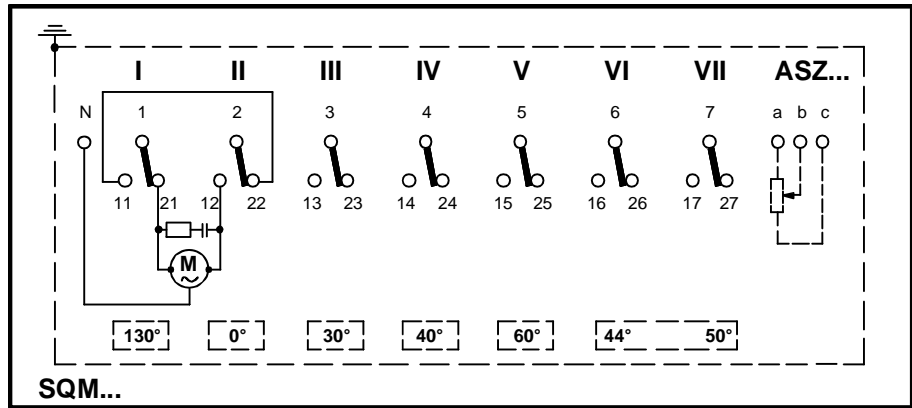 I II III IV V VI VII ASZ...
N 1 2 3 4 5 6 7 a b c
11 21 12 22 13 23 14 24 15 25 16 26 17 27
M
~
130° 0° 30° 40° 60° 44° 50°
SQM...